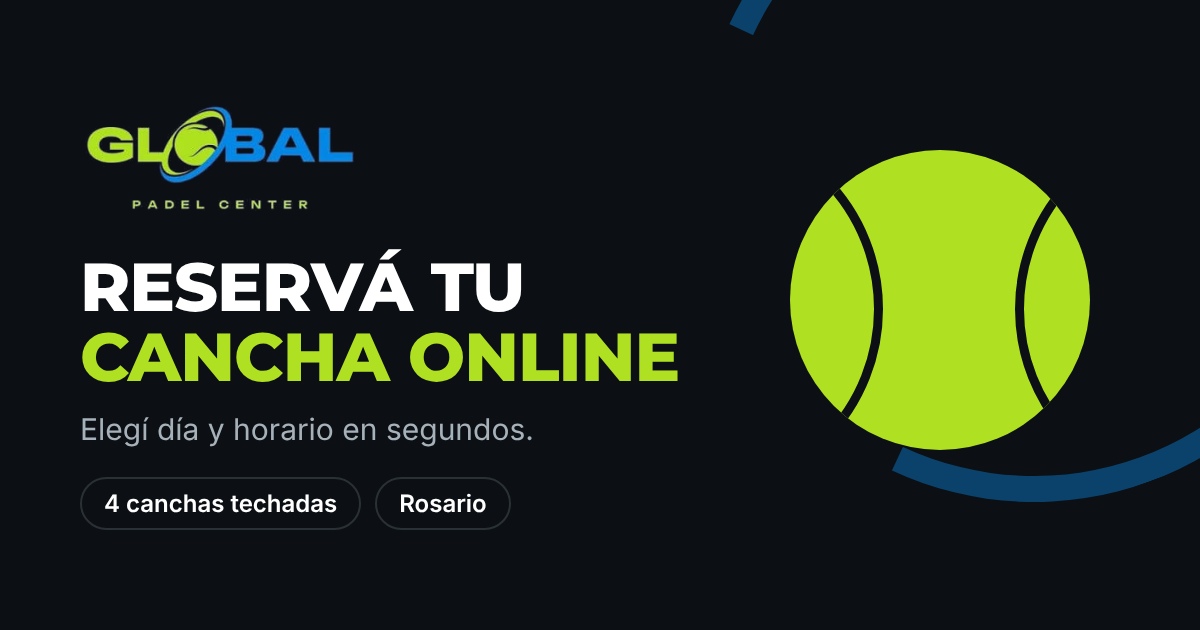 GLOBAL
PADEL CENTER
RESERVÁ TU
CANCHA ONLINE
Elegí día y horario en segundos.
4 canchas techadas
Rosario